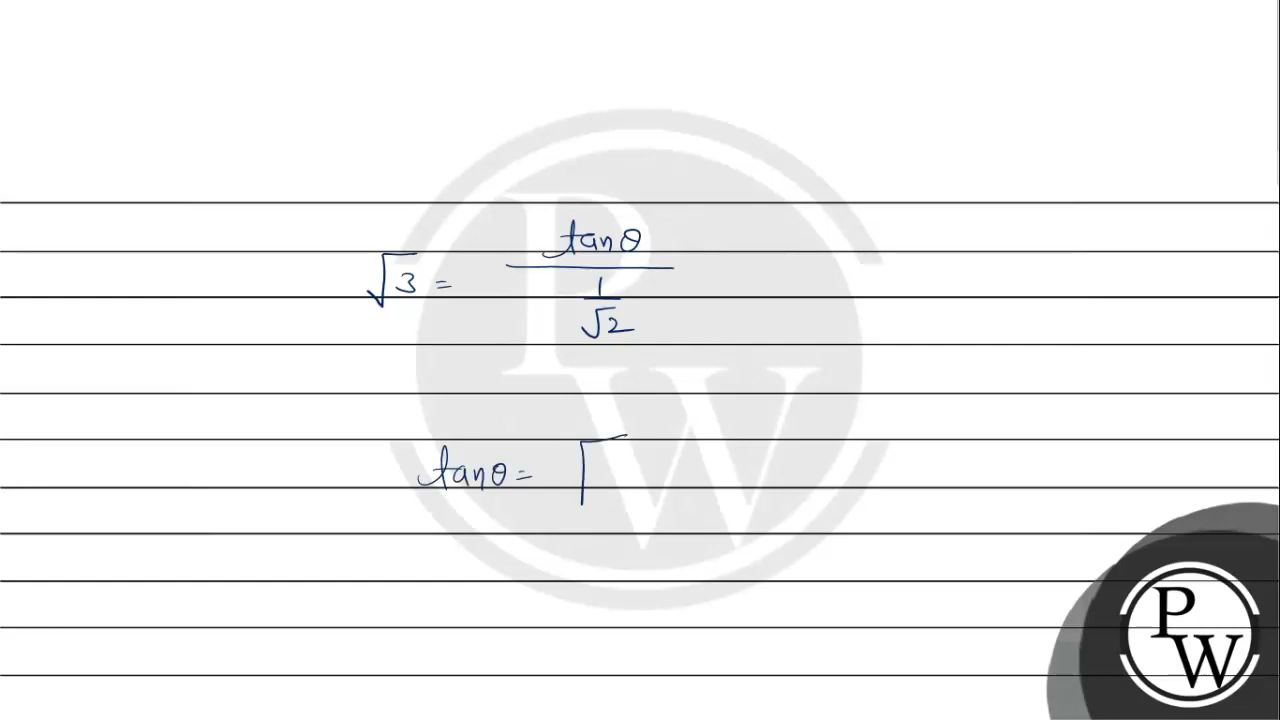 √3 = tanθ / (1/√2)
tanθ = √
P W
P W